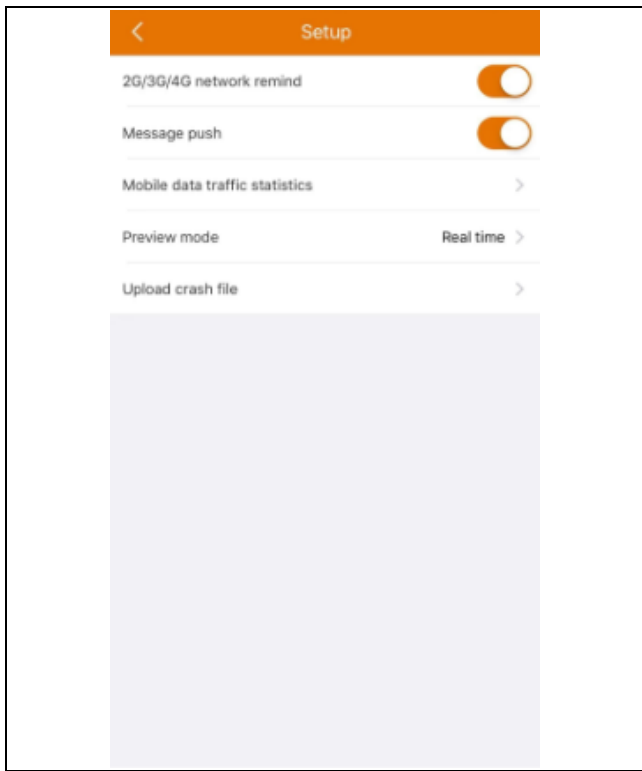 Setup
2G/3G/4G network remind
Message push
Mobile data traffic statistics
Preview mode Real time
Upload crash file